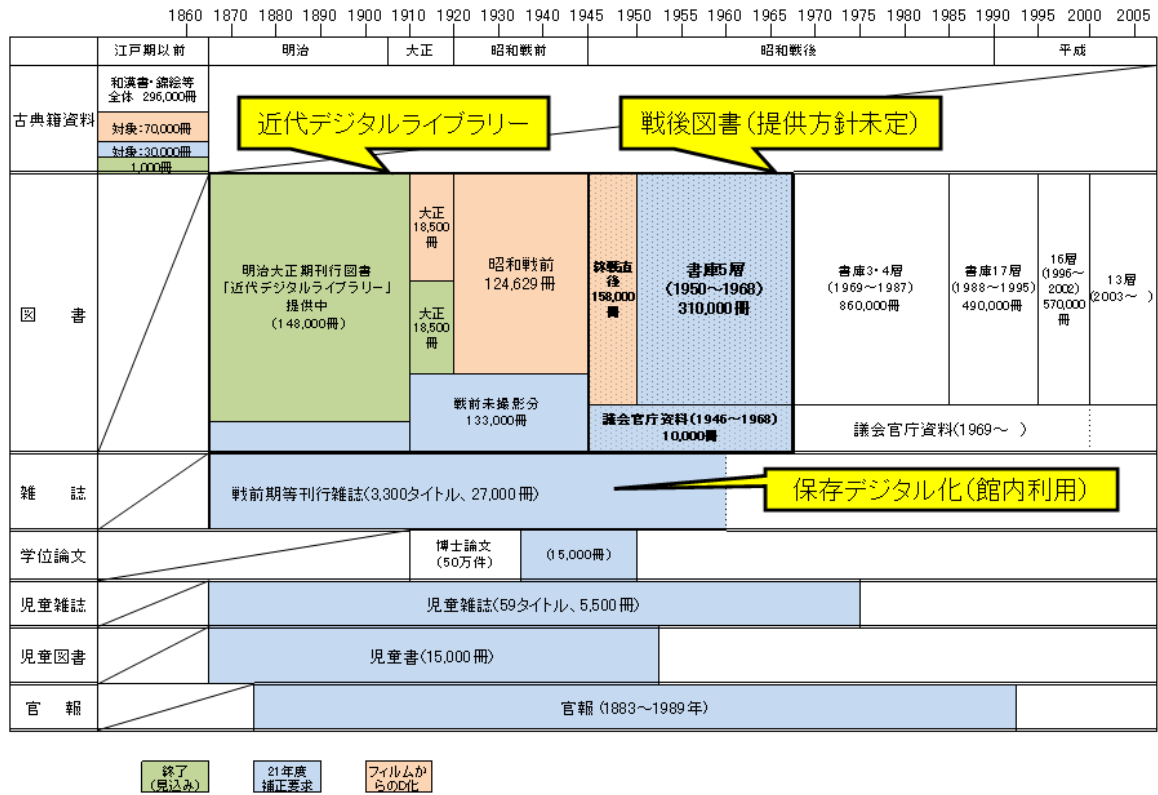 1860 1870 1880 1890 1900 1910 1920 1930 1940 1945 1950 1955 1960 1965 1970 1975 1980 1985 1990 1995 2000 2005
江戸期以前 明治 大正 昭和戦前 昭和戦後 平成
古典籍資料
和漢書・錦絵等
全体 296,000冊
対象:70,000冊
対象:30,000冊
1,000冊
近代デジタルライブラリー
戦後図書(提供方針未定)
図 書
明治大正期刊行図書
「近代デジタルライブラリー」
提供中
(148,000冊)
大正
18,500
冊
大正
18,500
冊
昭和戦前
124,629冊
戦前未撮影分
133,000冊
終戦直
後
158,000
冊
書庫5層
(1950～1968)
310,000冊
議会官庁資料(1946～1968)
10,000冊
書庫3・4層
(1969～1987)
860,000冊
書庫17層
(1988～1995)
490,000冊
16層
(1996～
2002)
570,000
冊
13層
(2003～ )
議会官庁資料(1969～ )
雑 誌
戦前期等刊行雑誌(3,300タイトル、27,000冊)
保存デジタル化(館内利用)
学位論文
博士論文
(50万件)
(15,000冊)
児童雑誌
児童雑誌(59タイトル、5,500冊)
児童図書
児童書(15,000冊)
官 報
官報(1883～1989年)
終了
(見込み)
21年度
補正要求
フィルムか
らのD化